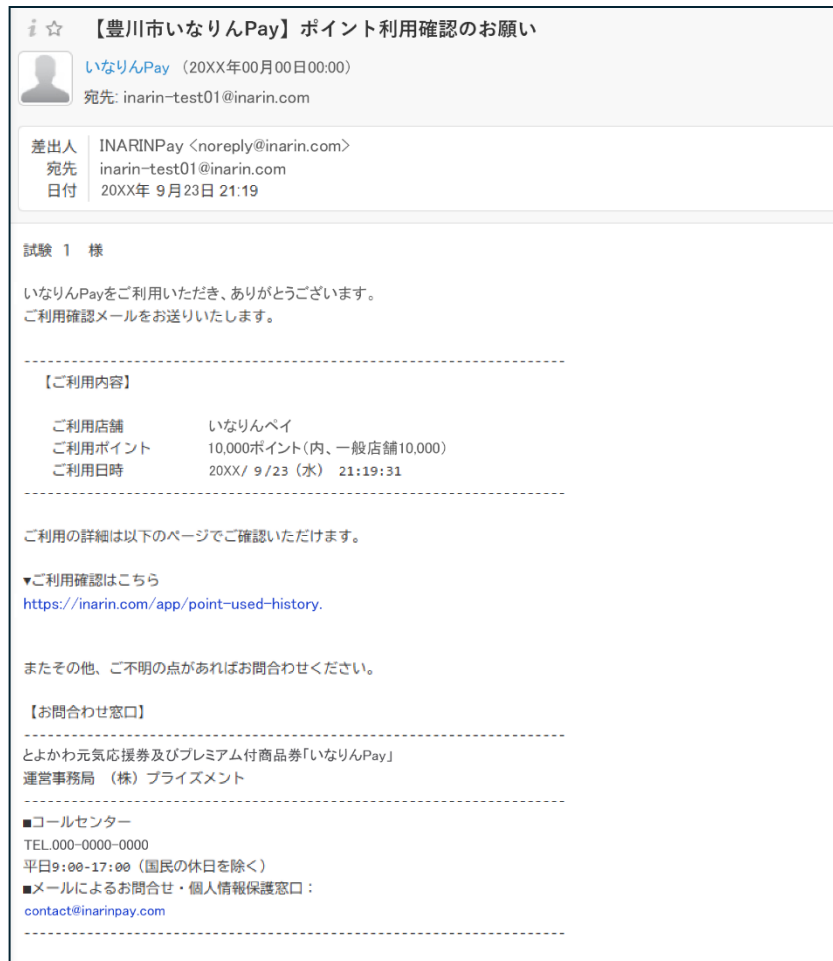 【豊川市いなりんPay】ポイント利用確認のお願い
いなりんPay （20XX年00月00日00:00）
宛先: inarin-test01@inarin.com
差出人 INARINPay <noreply@inarin.com>
宛先 inarin-test01@inarin.com
日付 20XX年 9月23日 21:19
試験 1 様
いなりんPayをご利用いただき、ありがとうございます。
ご利用確認メールをお送りいたします。
----------------------------------------------------------------------
【ご利用内容】
ご利用店舗 いなりんペイ
ご利用ポイント 10,000ポイント（内、一般店舗10,000）
ご利用日時 20XX/ 9/23（水） 21:19:31
----------------------------------------------------------------------
ご利用の詳細は以下のページでご確認いただけます。
▼ご利用確認はこちら
https://inarin.com/app/point-used-history.
またその他、ご不明の点があればお問合わせください。
【お問合わせ窓口】
----------------------------------------------------------------------
とよかわ元気応援券及びプレミアム付商品券「いなりんPay」
運営事務局 （株）プライズメント
----------------------------------------------------------------------
■コールセンター
TEL.000-0000-0000
平日9:00-17:00（国民の休日を除く）
■メールによるお問合せ・個人情報保護窓口：
contact@inarinpay.com
----------------------------------------------------------------------